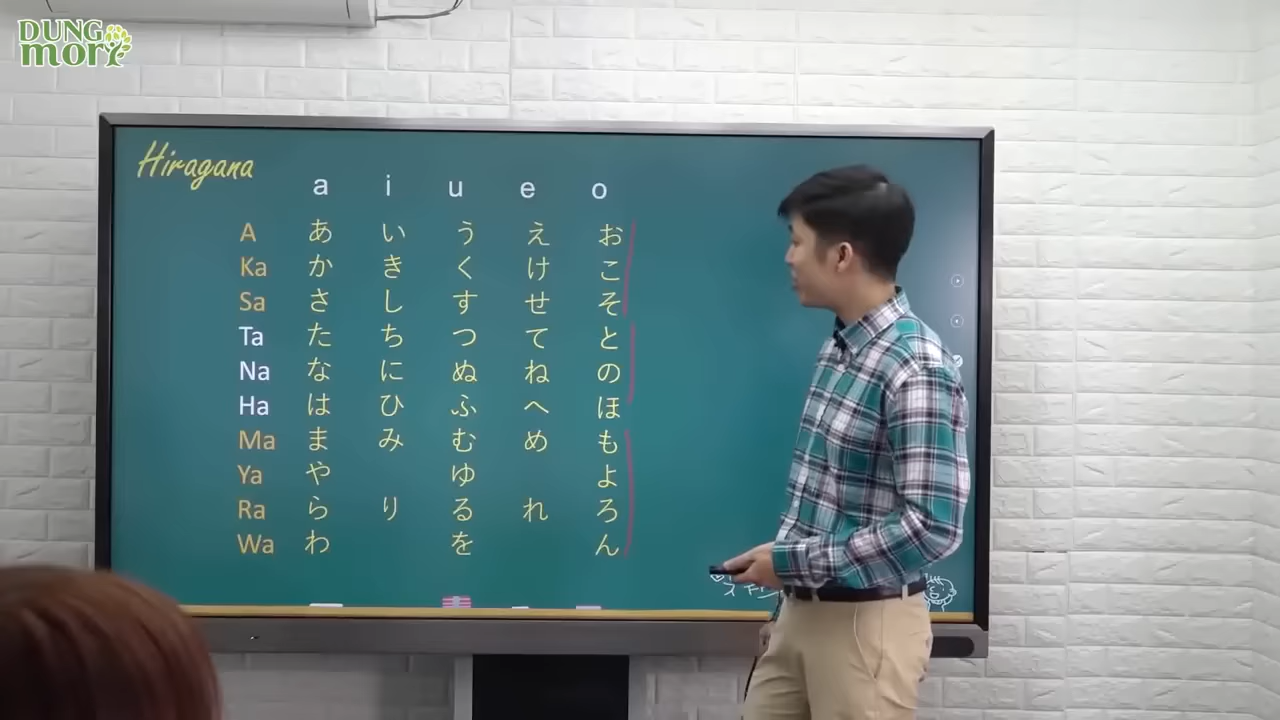 DUNG
mori
Hiragana
a i u e o
A あ い う え お
Ka か き く け こ
Sa さ し す せ そ
Ta た ち つ て と
Na な に ぬ ね の
Ha は ひ ふ へ ほ
Ma ま み む め も
Ya や ゆ よ
Ra ら り る れ ろ
Wa わ を ん